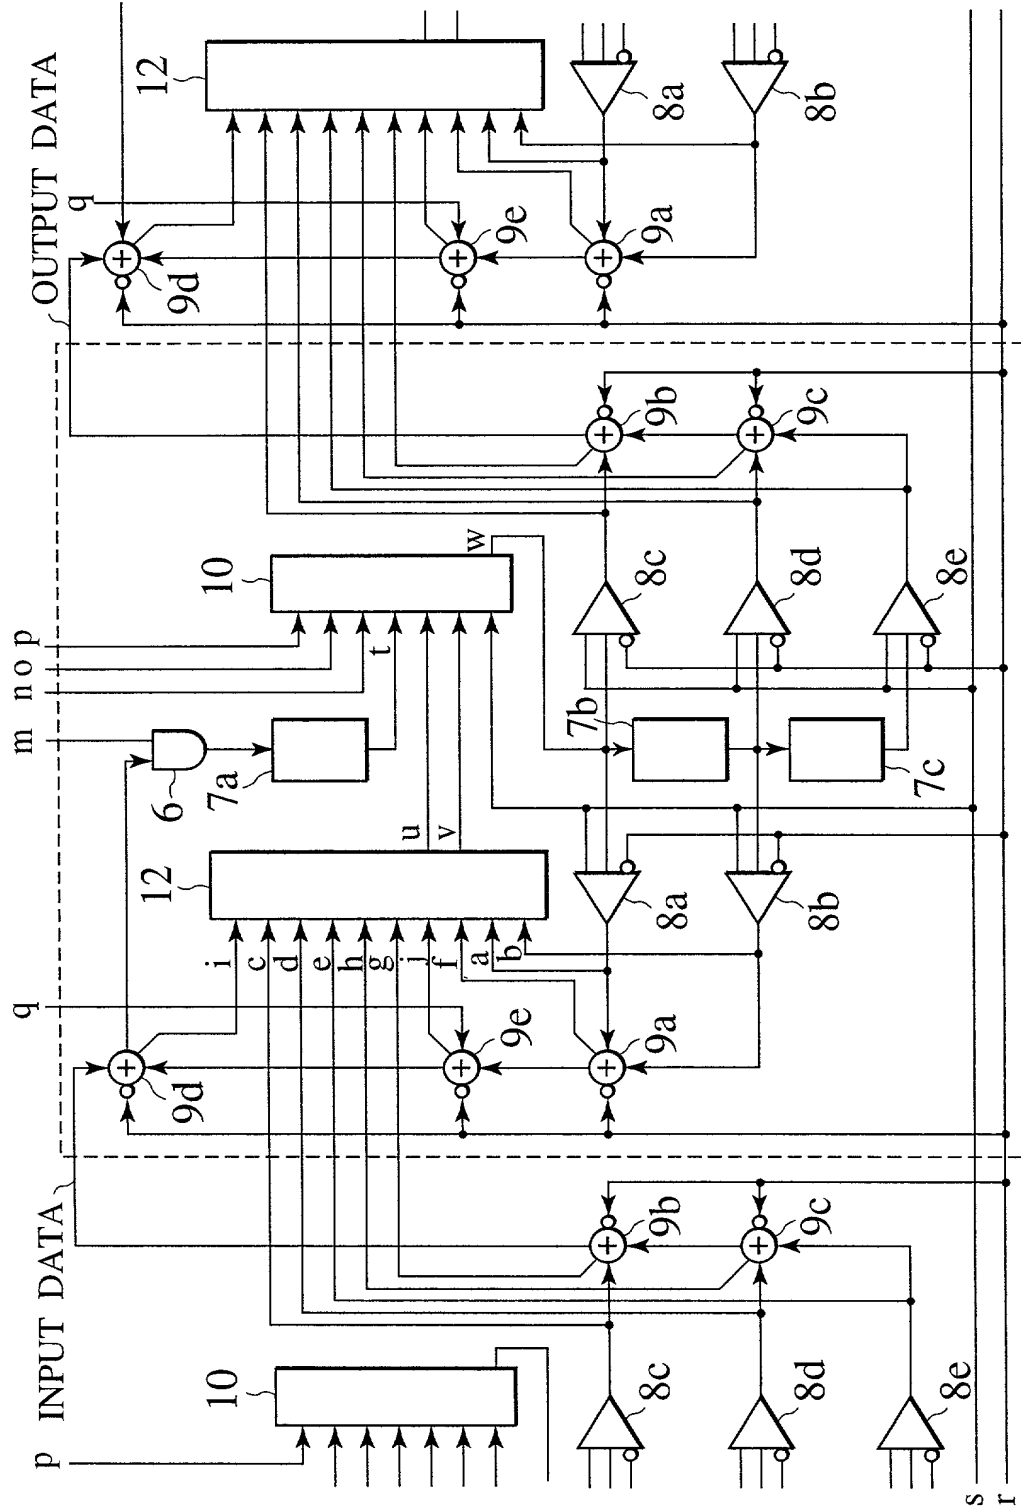 OUTPUT DATA
12
8a
8b
q
9d
9e
9a
9b
9c
10
w
8c
8d
8e
m n o p
t
6
7a
7b
7c
12
u
v
8a
8b
i
c
d
e
h
g
j
f
a
b
q
9d
9e
9a
p INPUT DATA
9b
9c
10
8c
8d
8e
s
r